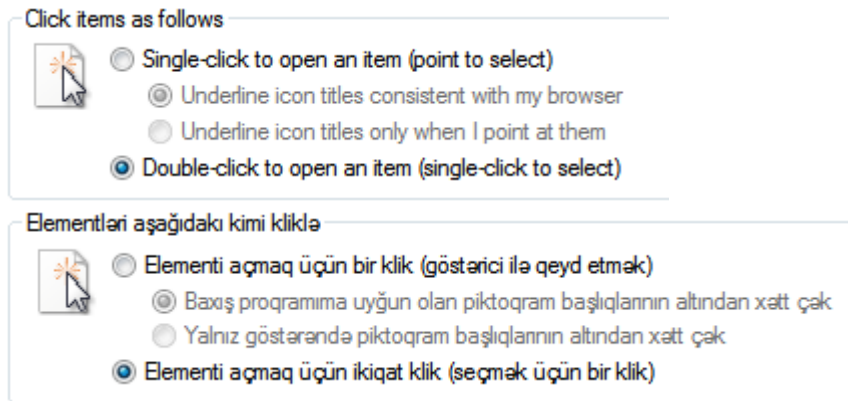 Click items as follows
Single-click to open an item (point to select)
Underline icon titles consistent with my browser
Underline icon titles only when I point at them
Double-click to open an item (single-click to select)
Elementləri aşağıdakı kimi kliklə
Elementi açmaq üçün bir klik (göstərici ilə qeyd etmək)
Baxış proqramıma uyğun olan piktoqram başlıqlarının altından xətt çək
Yalnız göstərəndə piktoqram başlıqlarının altından xətt çək
Elementi açmaq üçün ikiqat klik (seçmək üçün bir klik)